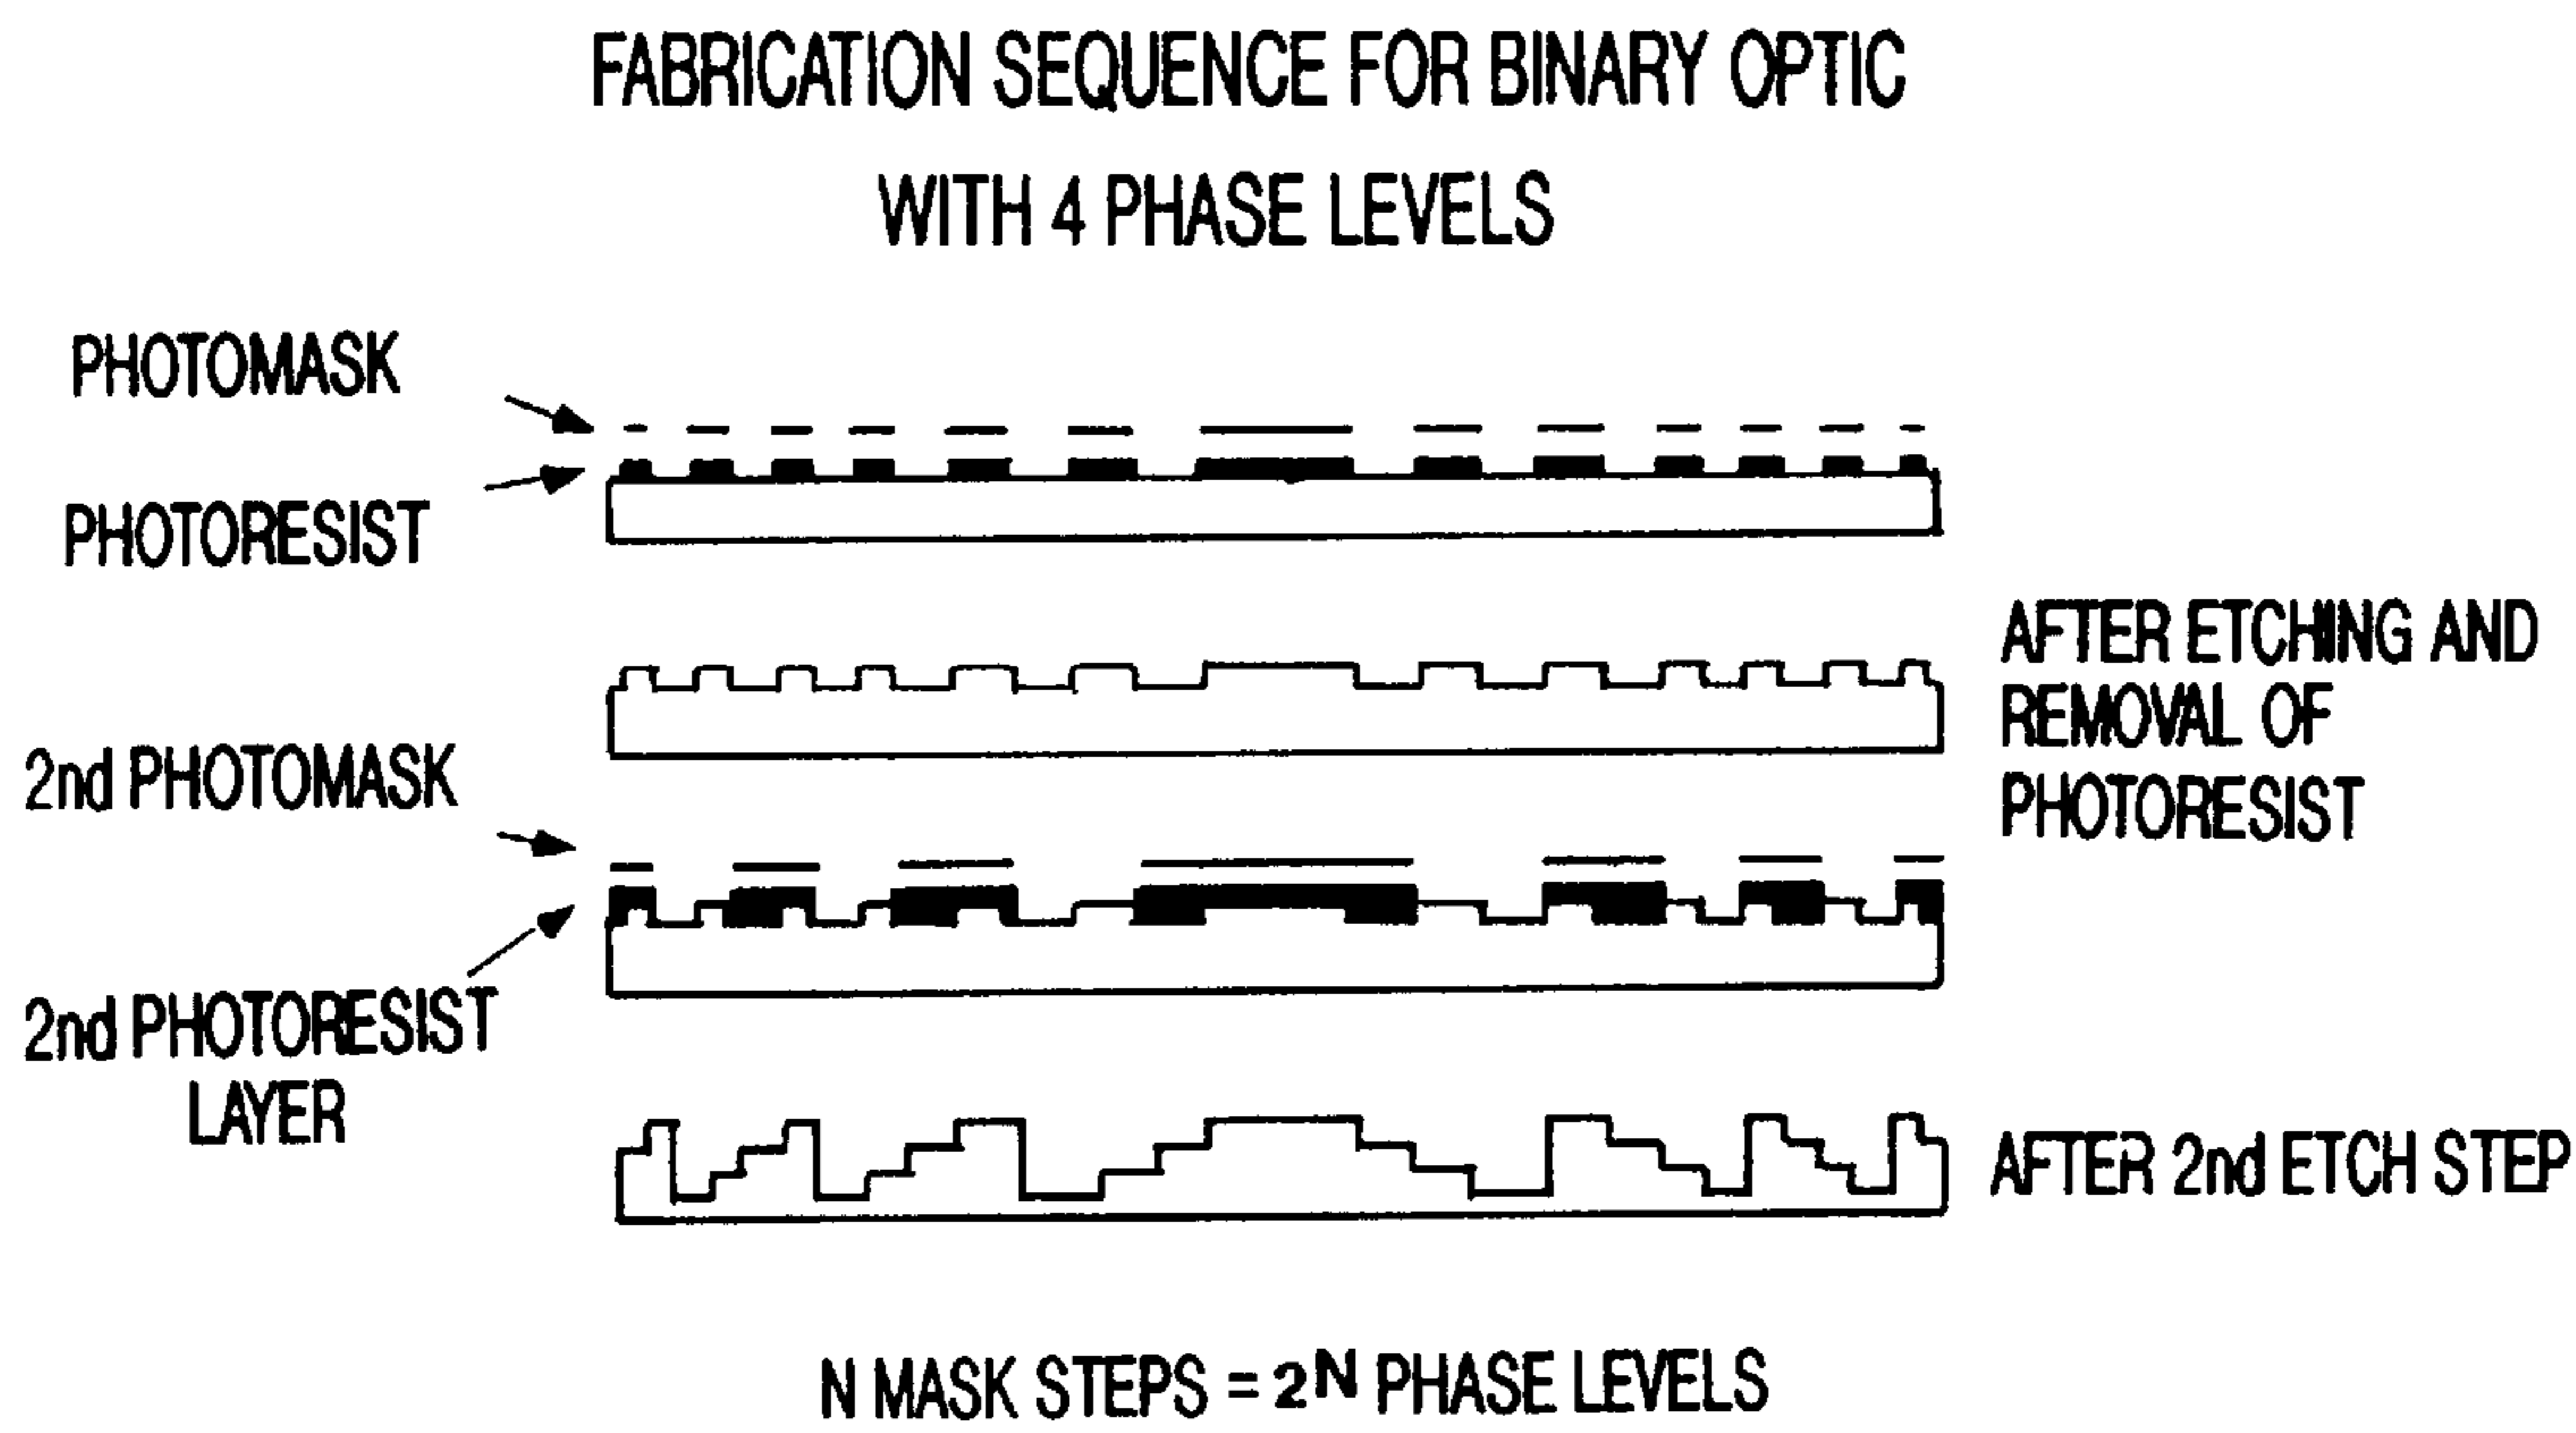 FABRICATION SEQUENCE FOR BINARY OPTIC
WITH 4 PHASE LEVELS
PHOTOMASK
PHOTORESIST
AFTER ETCHING AND
REMOVAL OF
PHOTORESIST
2nd PHOTOMASK
2nd PHOTORESIST
LAYER
AFTER 2nd ETCH STEP
N MASK STEPS = 2^N PHASE LEVELS